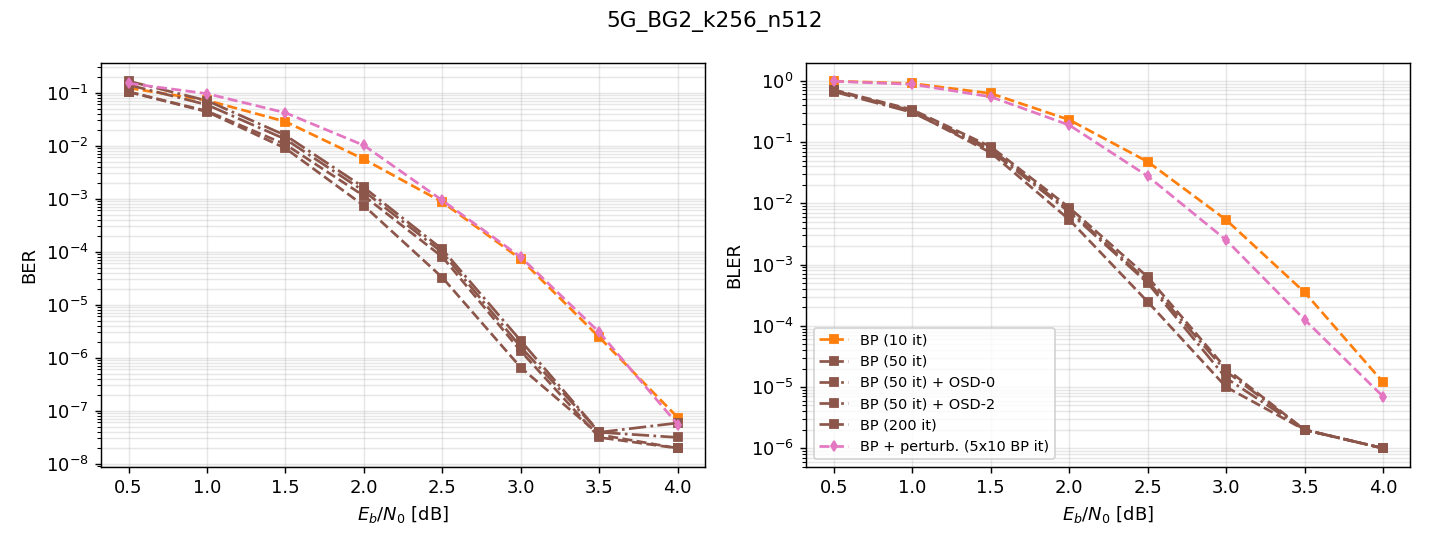 5G_BG2_k256_n512
10⁻¹
10⁻²
10⁻³
10⁻⁴
10⁻⁵
10⁻⁶
10⁻⁷
10⁻⁸
BER
0.5 1.0 1.5 2.0 2.5 3.0 3.5 4.0
E_b/N_0 [dB]
10⁰
10⁻¹
10⁻²
10⁻³
10⁻⁴
10⁻⁵
10⁻⁶
BLER
BP (10 it)
BP (50 it)
BP (50 it) + OSD-0
BP (50 it) + OSD-2
BP (200 it)
BP + perturb. (5x10 BP it)
0.5 1.0 1.5 2.0 2.5 3.0 3.5 4.0
E_b/N_0 [dB]